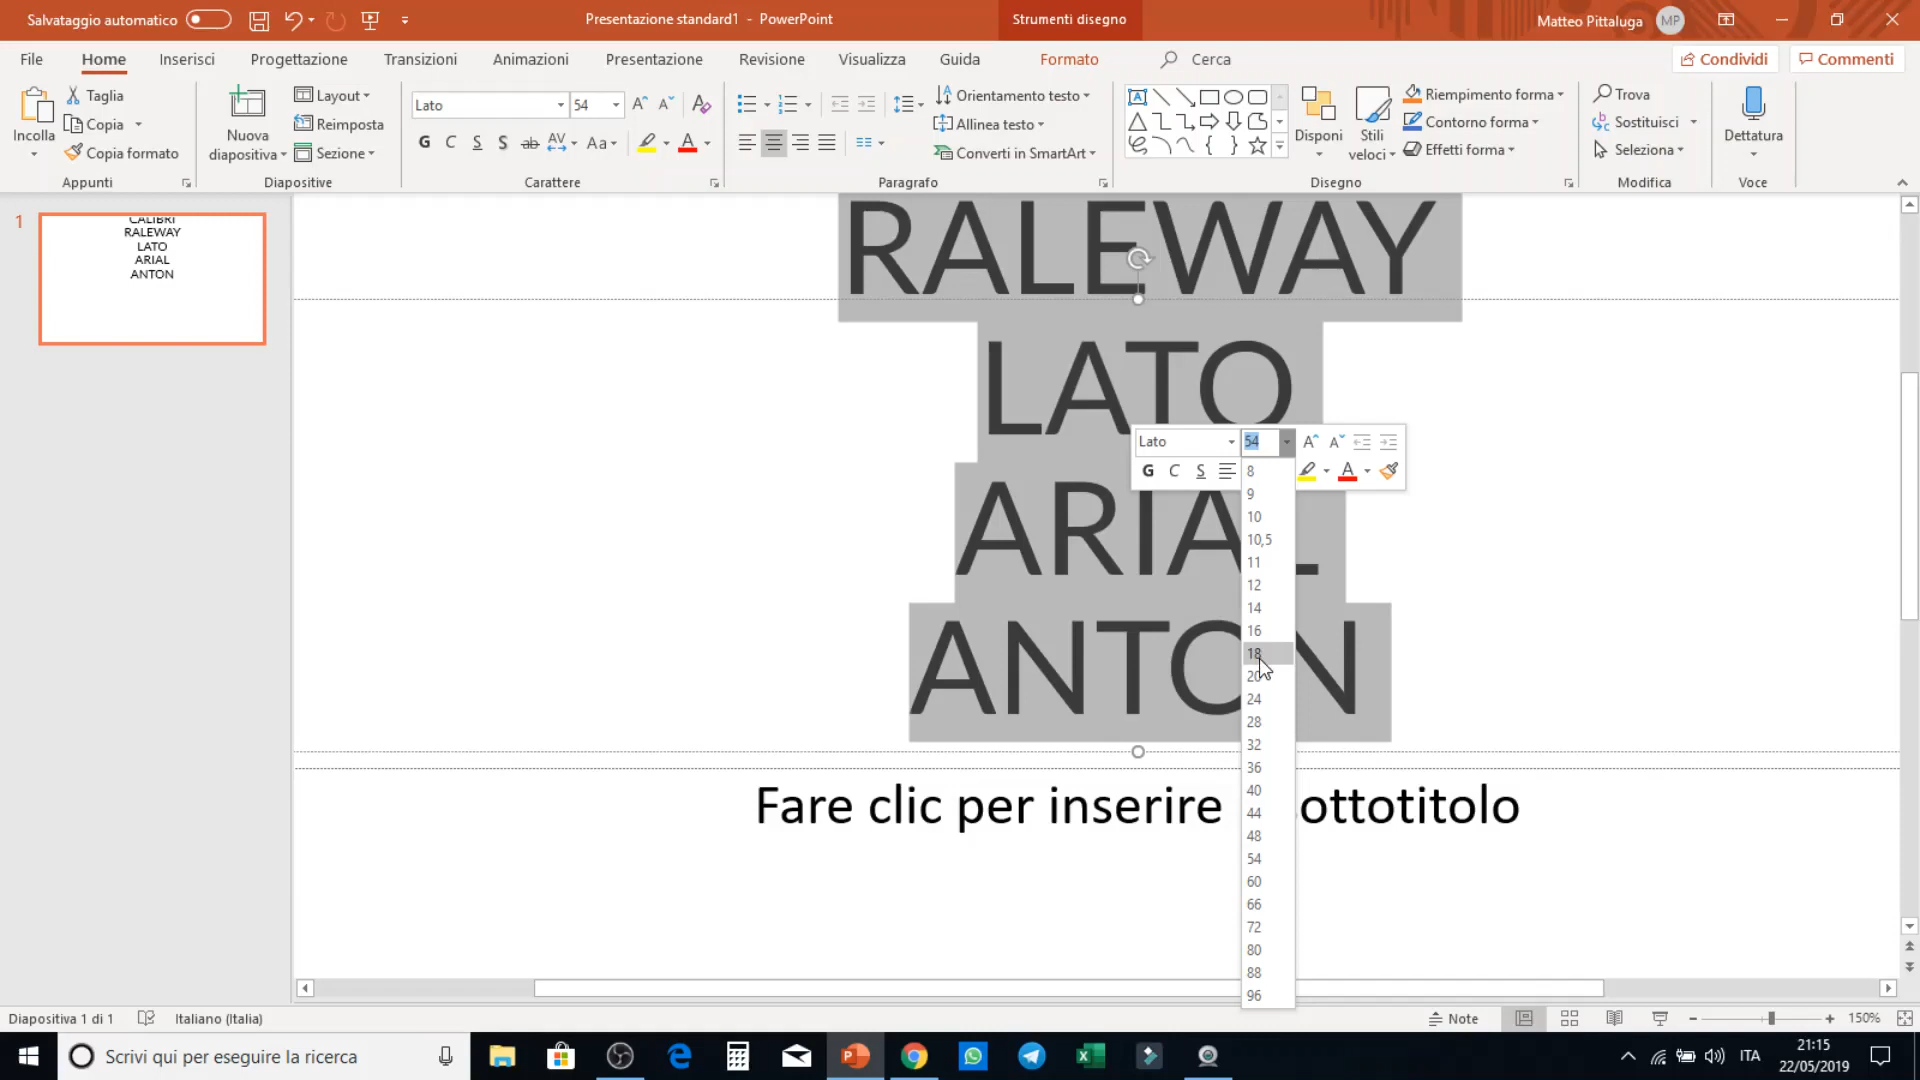 Salvataggio automatico
Presentazione standard1 - PowerPoint
Strumenti disegno
Matteo Pittaluga
MP
File
Home
Inserisci
Progettazione
Transizioni
Animazioni
Presentazione
Revisione
Visualizza
Guida
Formato
Cerca
Condividi
Commenti
Incolla
Taglia
Copia
Copia formato
Appunti
Nuova
diapositiva
Layout
Reimposta
Sezione
Diapositive
Lato
54
G C S S ab AV Aa A
Carattere
Orientamento testo
Allinea testo
Converti in SmartArt
Paragrafo
Disponi
Stili
veloci
Riempimento forma
Contorno forma
Effetti forma
Disegno
Trova
Sostituisci
Seleziona
Modifica
Dettatura
Voce
1
CALIBRI
RALEWAY
LATO
ARIAL
ANTON
RALEWAY
LATO
ARIAL
ANTON
Lato
54
G C S
8
9
10
10,5
11
12
14
16
18
20
24
28
32
36
40
44
48
54
60
66
72
80
88
96
Fare clic per inserire
ottotitolo
Diapositiva 1 di 1
Italiano (Italia)
Note
150%
Scrivi qui per eseguire la ricerca
ITA
21:15
22/05/2019